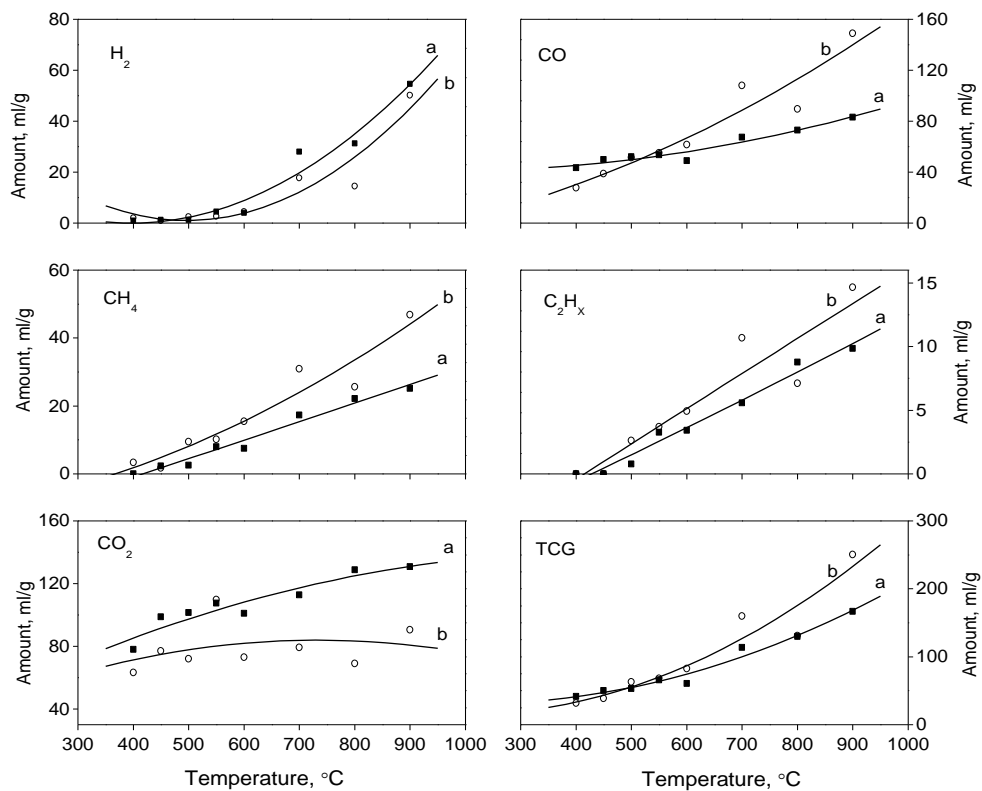 80
60
40
20
0
Amount, ml/g
H2
a
b
160
120
80
40
0
Amount, ml/g
CO
b
a
60
40
20
0
Amount, ml/g
CH4
b
a
15
10
5
0
Amount, ml/g
C2HX
b
a
160
120
80
40
Amount, ml/g
CO2
a
b
300 400 500 600 700 800 900 1000
Temperature, °C
300
200
100
0
Amount, ml/g
TCG
b
a
300 400 500 600 700 800 900 1000
Temperature, °C